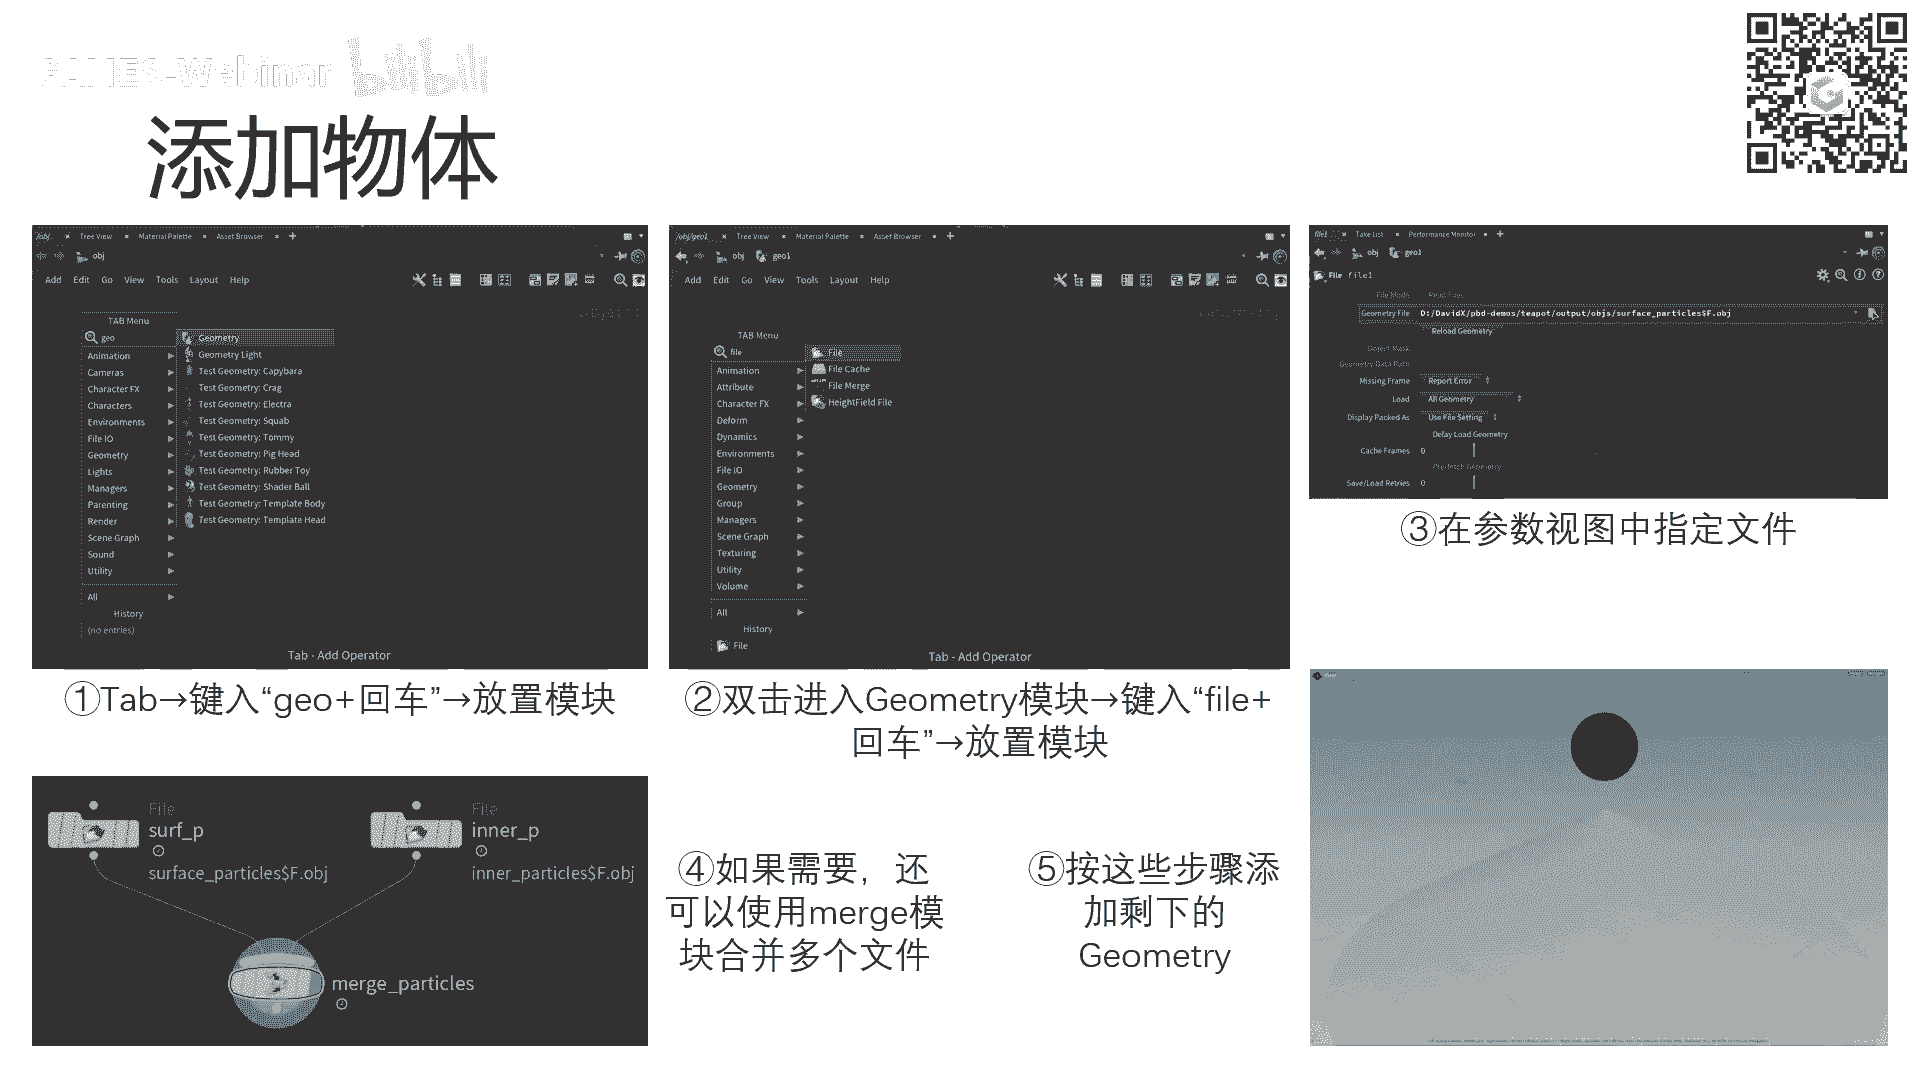 GAMES-Webinar bilibili
添加物体
/obj Tree View Material Palette Asset Browser
obj
Add Edit Go View Tools Layout Help
TAB Menu
geo
Animation
Cameras
Character FX
Characters
Environments
File IO
Geometry
Lights
Managers
Parenting
Render
Scene Graph
Sound
Utility
All
History
(no entries)
Geometry
Geometry Light
Test Geometry: Capybara
Test Geometry: Crag
Test Geometry: Electra
Test Geometry: Squab
Test Geometry: Tommy
Test Geometry: Pig Head
Test Geometry: Rubber Toy
Test Geometry: Shader Ball
Test Geometry: Template Body
Test Geometry: Template Head
Tab - Add Operator
①Tab→键入“geo+回车”→放置模块
/obj/geo1 Tree View Material Palette Asset Browser
obj geo1
Add Edit Go View Tools Layout Help
TAB Menu
file
Animation
Attribute
Character FX
Deform
Dynamics
Environments
File IO
Geometry
Group
Managers
Scene Graph
Texturing
Utility
Volume
All
History
File
File
File Cache
File Merge
HeightField File
Tab - Add Operator
②双击进入Geometry模块→键入“file+
回车”→放置模块
file1 Take List Performance Monitor
obj geo1
File file1
File Mode Read Files
Geometry File D:/DavidX/pbd-demos/teapot/output/objs/surface_particles$F.obj
Reload Geometry
Object Mask
Geometry Data Path
Missing Frame Report Error
Load All Geometry
Display Packed As Use File Setting
Delay Load Geometry
Cache Frames 0
Pre-fetch Geometry
Save/Load Retries 0
③在参数视图中指定文件
File
surf_p
surface_particles$F.obj
File
inner_p
inner_particles$F.obj
merge_particles
④如果需要，还
可以使用merge模
块合并多个文件
⑤按这些步骤添
加剩下的
Geometry